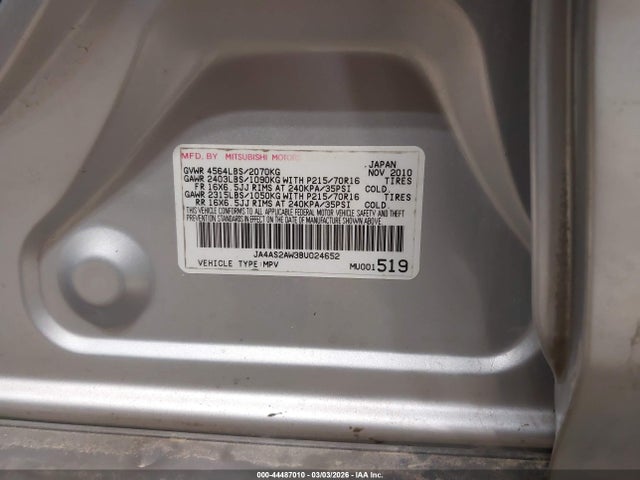 MFD. BY MITSUBISHI MOTORS JAPAN
GVWR 4564LBS/2070KG NOV 2010
GAWR 2403LBS/1090KG WITH P215/70R16 TIRES
FR 16X6.5JJ RIMS AT 240KPA/35PSI COLD.
GAWR 2315LBS/1050KG WITH P215/70R16 TIRES
RR 16X6.5JJ RIMS AT 240KPA/35PSI COLD.
THIS VEHICLE CONFORMS TO ALL APPLICABLE FEDERAL MOTOR VEHICLE SAFETY AND THEFT
PREVENTION STANDARDS IN EFFECT ON THE DATE OF MANUFACTURE SHOWN ABOVE.
JA4AS2AW3BU024652
VEHICLE TYPE:MPV MU001519
000-44487010 | 03/03/2026 - IAA Inc.